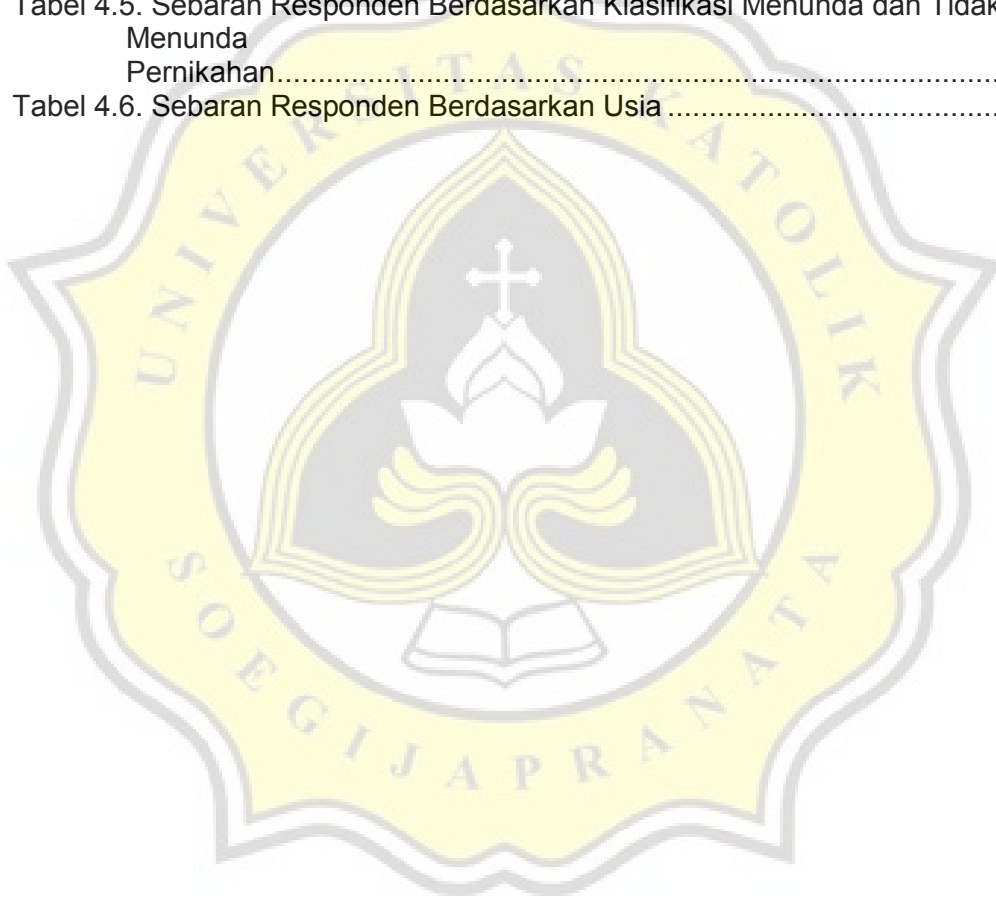 Tabel 4.5. Sebaran Responden Berdasarkan Klasifikasi Menunda dan Tidak
Menunda
Pernikahan..........................................................................................
Tabel 4.6. Sebaran Responden Berdasarkan Usia .........................................
UNIVERSITAS KATOLIK
SOEGIJAPRANATA